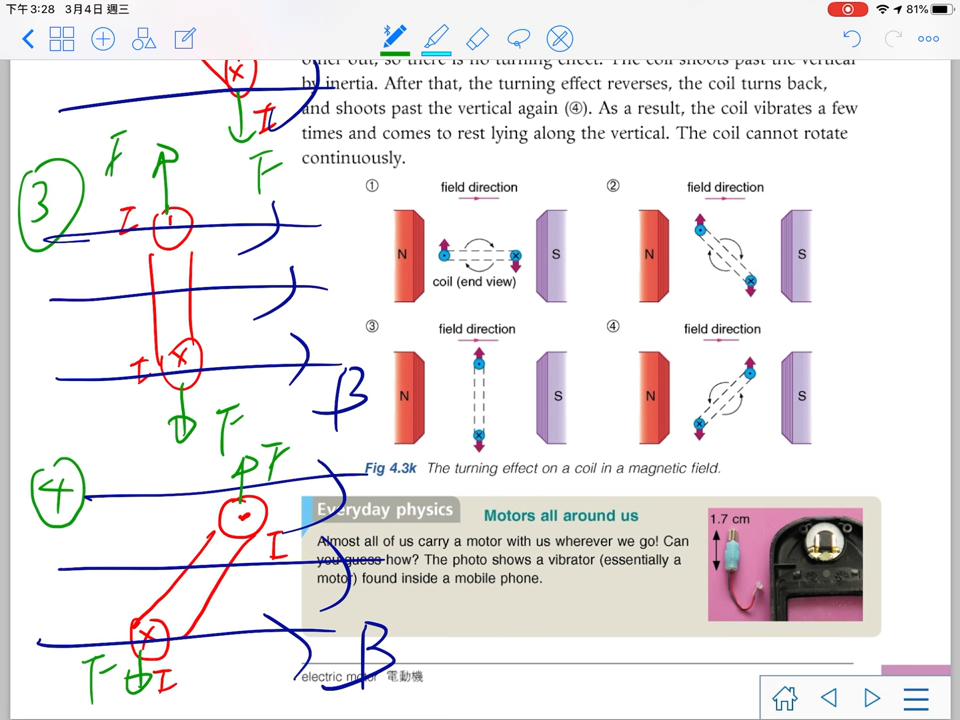 下午3:28 3月4日 週三
81%
other out, so there is no turning effect. The coil shoots past the vertical
by inertia. After that, the turning effect reverses, the coil turns back,
and shoots past the vertical again (④). As a result, the coil vibrates a few
times and comes to rest lying along the vertical. The coil cannot rotate
continuously.
① field direction
N
S
coil (end view)
② field direction
N
S
③ field direction
N
S
④ field direction
N
S
Fig 4.3k The turning effect on a coil in a magnetic field.
Everyday physics Motors all around us
Almost all of us carry a motor with us wherever we go! Can
you guess how? The photo shows a vibrator (essentially a
motor) found inside a mobile phone.
1.7 cm
electric motor 電動機
X
I
F
F
③
I
X
I
B
F
④
F
I
X
F
I
B